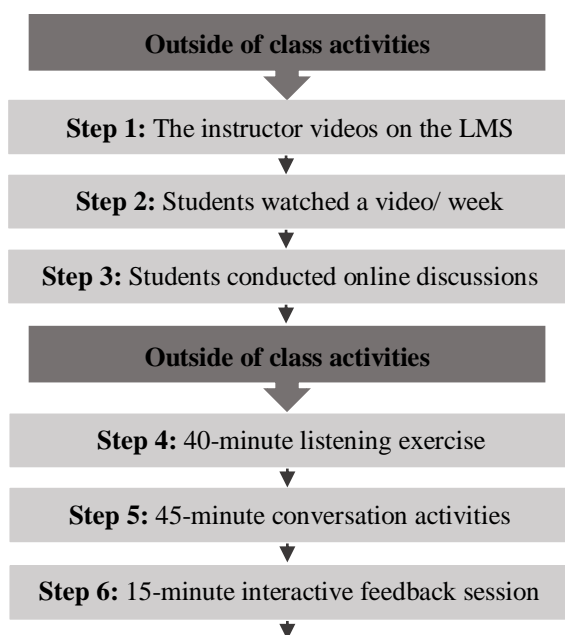 Outside of class activities
Step 1: The instructor videos on the LMS
Step 2: Students watched a video/ week
Step 3: Students conducted online discussions
Outside of class activities
Step 4: 40-minute listening exercise
Step 5: 45-minute conversation activities
Step 6: 15-minute interactive feedback session